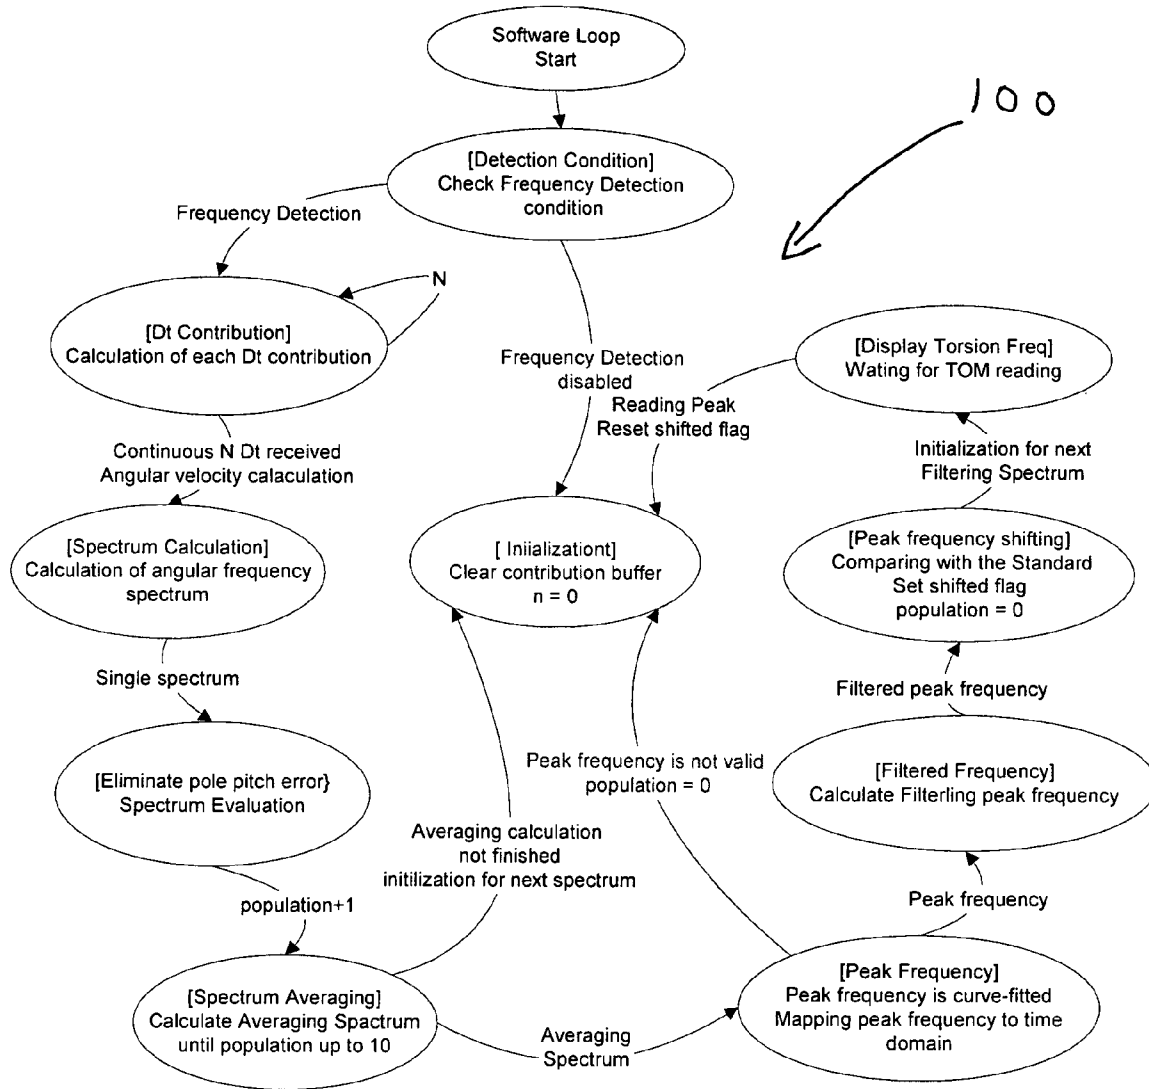 Software Loop
Start
100
[Detection Condition]
Check Frequency Detection
condition
Frequency Detection
N
[Dt Contribution]
Calculation of each Dt contribution
Frequency Detection
disabled
[Display Torsion Freq]
Wating for TOM reading
Reading Peak
Reset shifted flag
Continuous N Dt received
Angular velocity calaculation
Initialization for next
Filtering Spectrum
[Spectrum Calculation]
Calculation of angular frequency
spectrum
[ Iniializationt]
Clear contribution buffer
n = 0
[Peak frequency shifting]
Comparing with the Standard
Set shifted flag
population = 0
Single spectrum
Filtered peak frequency
[Eliminate pole pitch error}
Spectrum Evaluation
Peak frequency is not valid
population = 0
[Filtered Frequency]
Calculate Filterling peak frequency
Averaging calculation
not finished
initilization for next spectrum
population+1
Peak frequency
[Spectrum Averaging]
Calculate Averaging Spactrum
until population up to 10
Averaging
Spectrum
[Peak Frequency]
Peak frequency is curve-fitted
Mapping peak frequency to time
domain